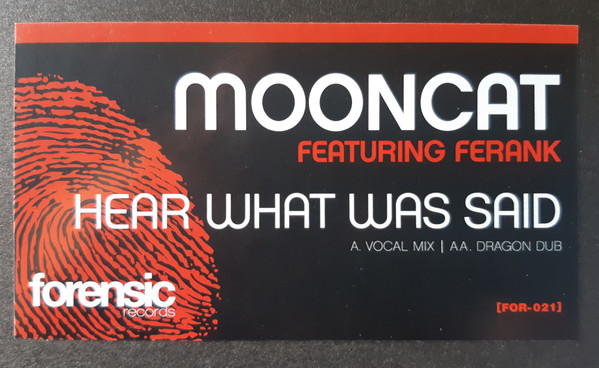 MOONCAT
FEATURING FERANK
HEAR WHAT WAS SAID
A. VOCAL MIX | AA. DRAGON DUB
forensic
records
[FOR-021]